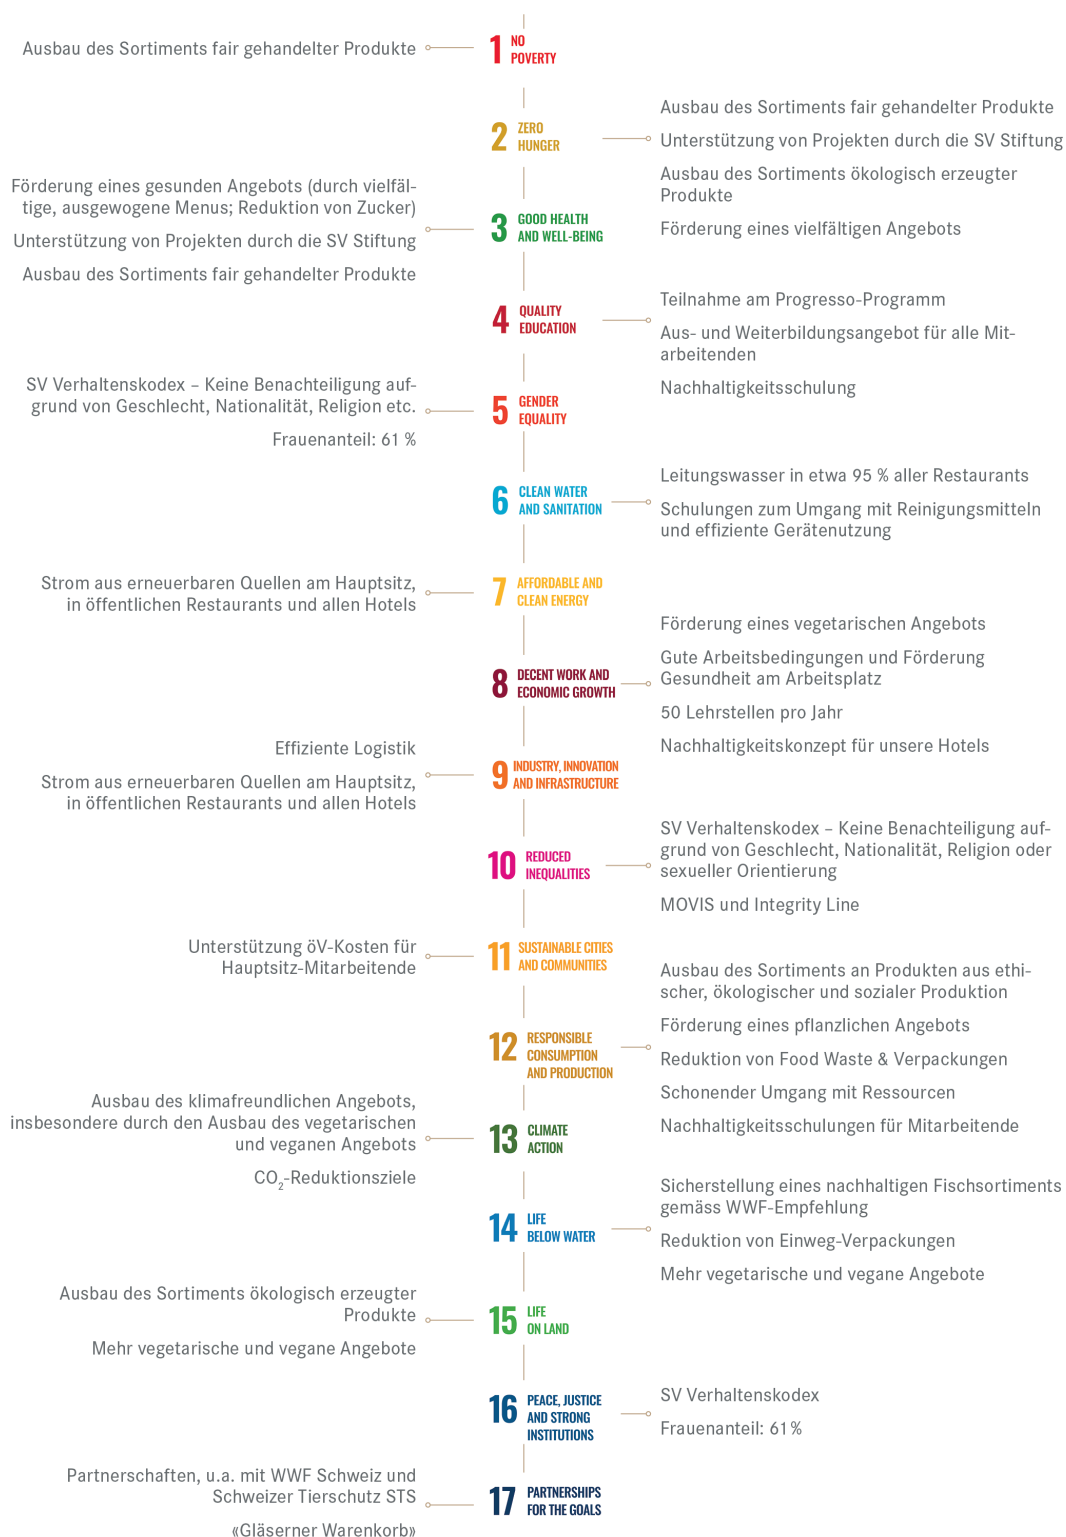 Ausbau des Sortiments fair gehandelter Produkte
1 NO
POVERTY
2 ZERO
HUNGER
Ausbau des Sortiments fair gehandelter Produkte
Unterstützung von Projekten durch die SV Stiftung
Ausbau des Sortiments ökologisch erzeugter
Produkte
Förderung eines vielfältigen Angebots
Förderung eines gesunden Angebots (durch vielfäl-
tige, ausgewogene Menus; Reduktion von Zucker)
Unterstützung von Projekten durch die SV Stiftung
Ausbau des Sortiments fair gehandelter Produkte
3 GOOD HEALTH
AND WELL-BEING
4 QUALITY
EDUCATION
Teilnahme am Progresso-Programm
Aus- und Weiterbildungsangebot für alle Mit-
arbeitenden
Nachhaltigkeitsschulung
SV Verhaltenskodex – Keine Benachteiligung auf-
grund von Geschlecht, Nationalität, Religion etc.
Frauenanteil: 61 %
5 GENDER
EQUALITY
6 CLEAN WATER
AND SANITATION
Leitungswasser in etwa 95 % aller Restaurants
Schulungen zum Umgang mit Reinigungsmitteln
und effiziente Gerätenutzung
Strom aus erneuerbaren Quellen am Hauptsitz,
in öffentlichen Restaurants und allen Hotels
7 AFFORDABLE AND
CLEAN ENERGY
8 DECENT WORK AND
ECONOMIC GROWTH
Förderung eines vegetarischen Angebots
Gute Arbeitsbedingungen und Förderung
Gesundheit am Arbeitsplatz
50 Lehrstellen pro Jahr
Nachhaltigkeitskonzept für unsere Hotels
Effiziente Logistik
Strom aus erneuerbaren Quellen am Hauptsitz,
in öffentlichen Restaurants und allen Hotels
9 INDUSTRY, INNOVATION
AND INFRASTRUCTURE
10 REDUCED
INEQUALITIES
SV Verhaltenskodex – Keine Benachteiligung auf-
grund von Geschlecht, Nationalität, Religion oder
sexueller Orientierung
MOVIS und Integrity Line
Unterstützung öV-Kosten für
Hauptsitz-Mitarbeitende
11 SUSTAINABLE CITIES
AND COMMUNITIES
12 RESPONSIBLE
CONSUMPTION
AND PRODUCTION
Ausbau des Sortiments an Produkten aus ethi-
scher, ökologischer und sozialer Produktion
Förderung eines pflanzlichen Angebots
Reduktion von Food Waste & Verpackungen
Schonender Umgang mit Ressourcen
Nachhaltigkeitsschulungen für Mitarbeitende
Ausbau des klimafreundlichen Angebots,
insbesondere durch den Ausbau des vegetarischen
und veganen Angebots
CO₂-Reduktionsziele
13 CLIMATE
ACTION
14 LIFE
BELOW WATER
Sicherstellung eines nachhaltigen Fischsortiments
gemäss WWF-Empfehlung
Reduktion von Einweg-Verpackungen
Mehr vegetarische und vegane Angebote
Ausbau des Sortiments ökologisch erzeugter
Produkte
Mehr vegetarische und vegane Angebote
15 LIFE
ON LAND
16 PEACE, JUSTICE
AND STRONG
INSTITUTIONS
SV Verhaltenskodex
Frauenanteil: 61%
Partnerschaften, u.a. mit WWF Schweiz und
Schweizer Tierschutz STS
«Gläserner Warenkorb»
17 PARTNERSHIPS
FOR THE GOALS